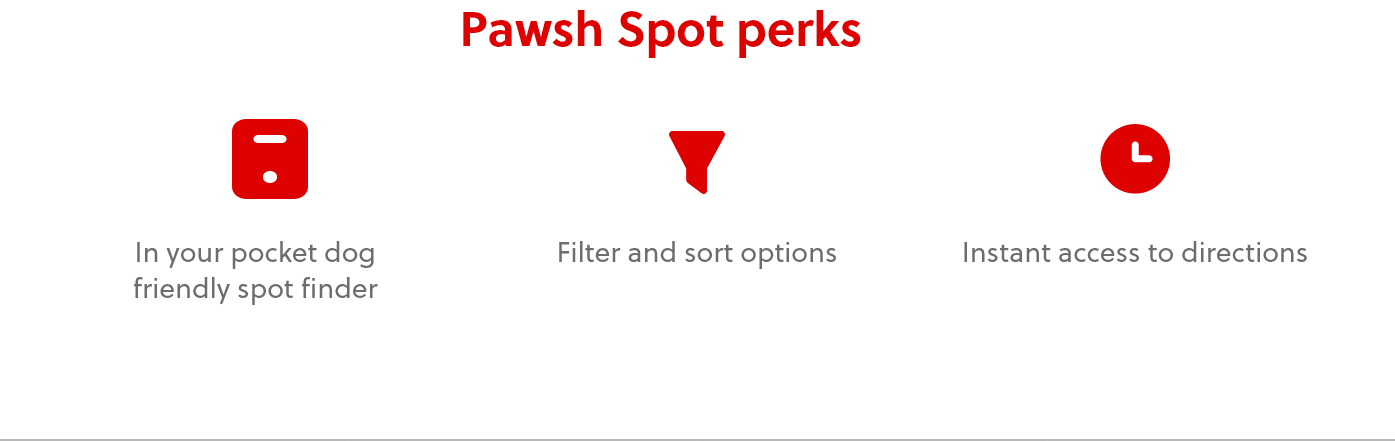 Pawsh Spot perks
In your pocket dog
friendly spot finder
Filter and sort options
Instant access to directions